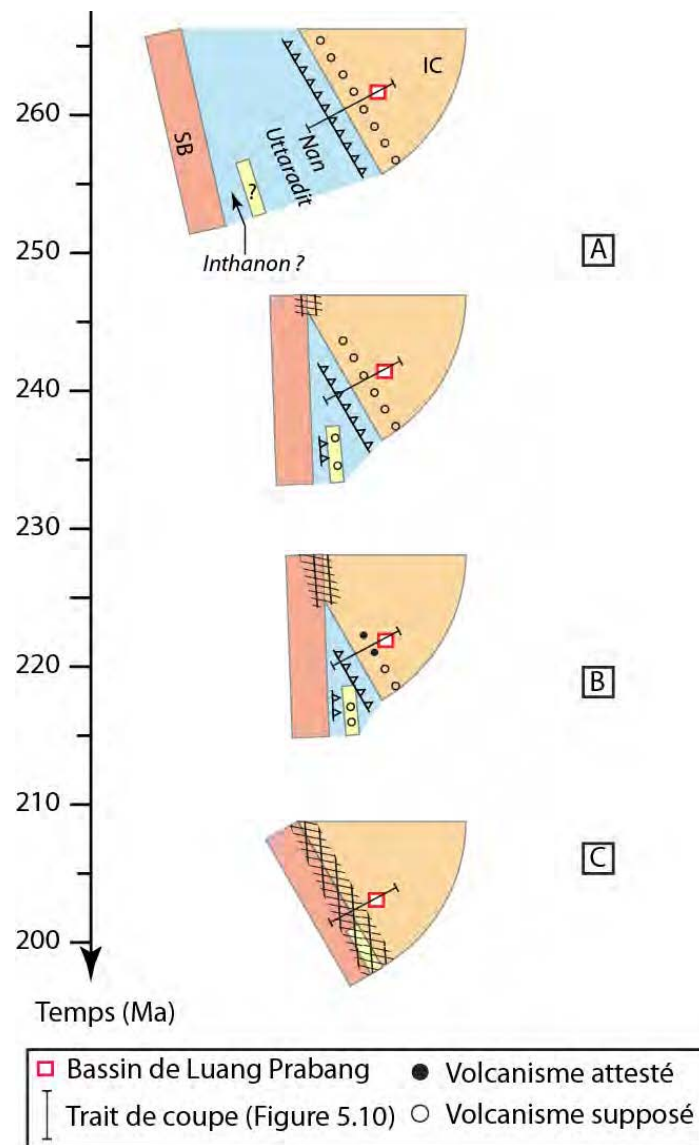 260
250
240
230
220
210
200
Temps (Ma)
SB
IC
Nan
Uttaradit
?
Inthanon ?
A
B
C
Bassin de Luang Prabang
Volcanisme attesté
Trait de coupe (Figure 5.10)
Volcanisme supposé